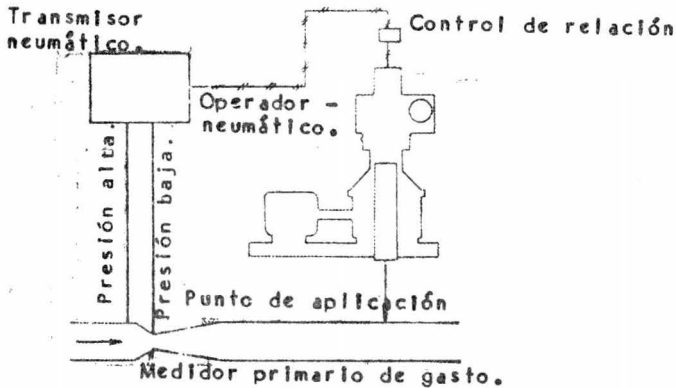 Transmisor
neumático.
Control de relación
Operador -
neumático.
Presión alta.
Presión baja.
Punto de aplicación
Medidor primario de gasto.